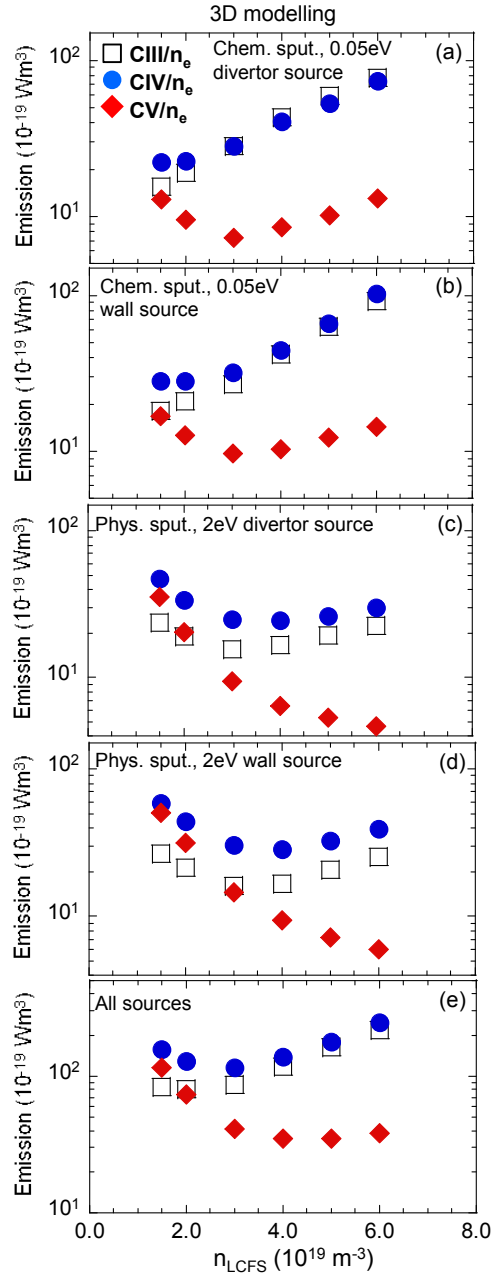 3D modelling
10²
CIII/nₑ
CIV/nₑ
CV/nₑ
Chem. sput., 0.05eV
divertor source
(a)
10¹
Emission (10⁻¹⁹ Wm³)
10²
Chem. sput., 0.05eV
wall source
(b)
10¹
Emission (10⁻¹⁹ Wm³)
10²
Phys. sput., 2eV divertor source
(c)
10¹
Emission (10⁻¹⁹ Wm³)
10²
Phys. sput., 2eV wall source
(d)
10¹
Emission (10⁻¹⁹ Wm³)
All sources
(e)
10²
10¹
Emission (10⁻¹⁹ Wm³)
0.0 2.0 4.0 6.0 8.0
n_LCFS (10¹⁹ m⁻³)